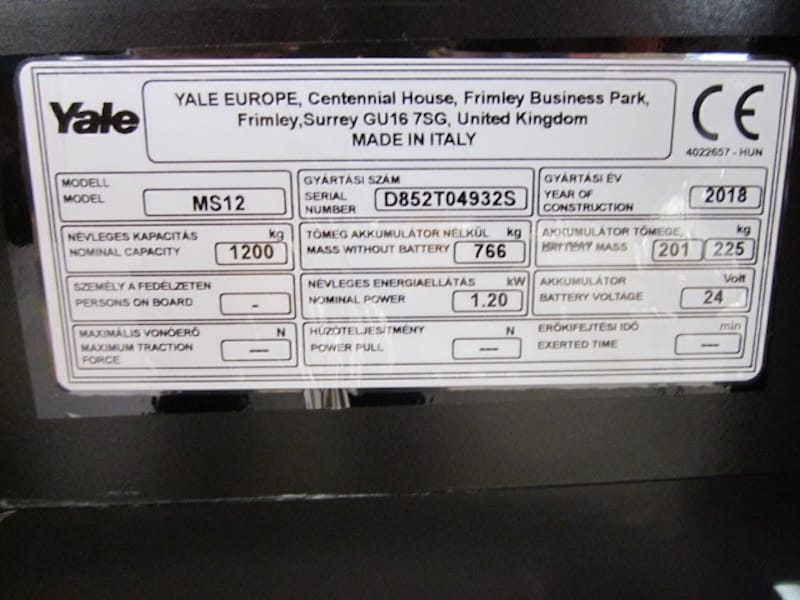 Yale
YALE EUROPE, Centennial House, Frimley Business Park,
Frimley,Surrey GU16 7SG, United Kingdom
MADE IN ITALY
CE
4022657 - HUN
MODELL
MODEL
MS12
GYÁRTÁSI SZÁM
SERIAL
NUMBER
D852T04932S
GYÁRTÁSI ÉV
YEAR OF
CONSTRUCTION
2018
NÉVLEGES KAPACITÁS kg
NOMINAL CAPACITY 1200
TÖMEG AKKUMULÁTOR NÉLKÜL kg
MASS WITHOUT BATTERY 766
AKKUMULÁTOR TÖMEGE, kg
BATTERY MASS 201 225
SZEMÉLY A FEDÉLZETEN
PERSONS ON BOARD -
NÉVLEGES ENERGIAELLÁTÁS kW
NOMINAL POWER 1.20
AKKUMULÁTOR Volt
BATTERY VOLTAGE 24
MAXIMÁLIS VONÓERŐ N
MAXIMUM TRACTION
FORCE
---
HÚZÓTELJESÍTMÉNY N
POWER PULL ---
ERŐKIFEJTÉSI IDŐ min
EXERTED TIME ---